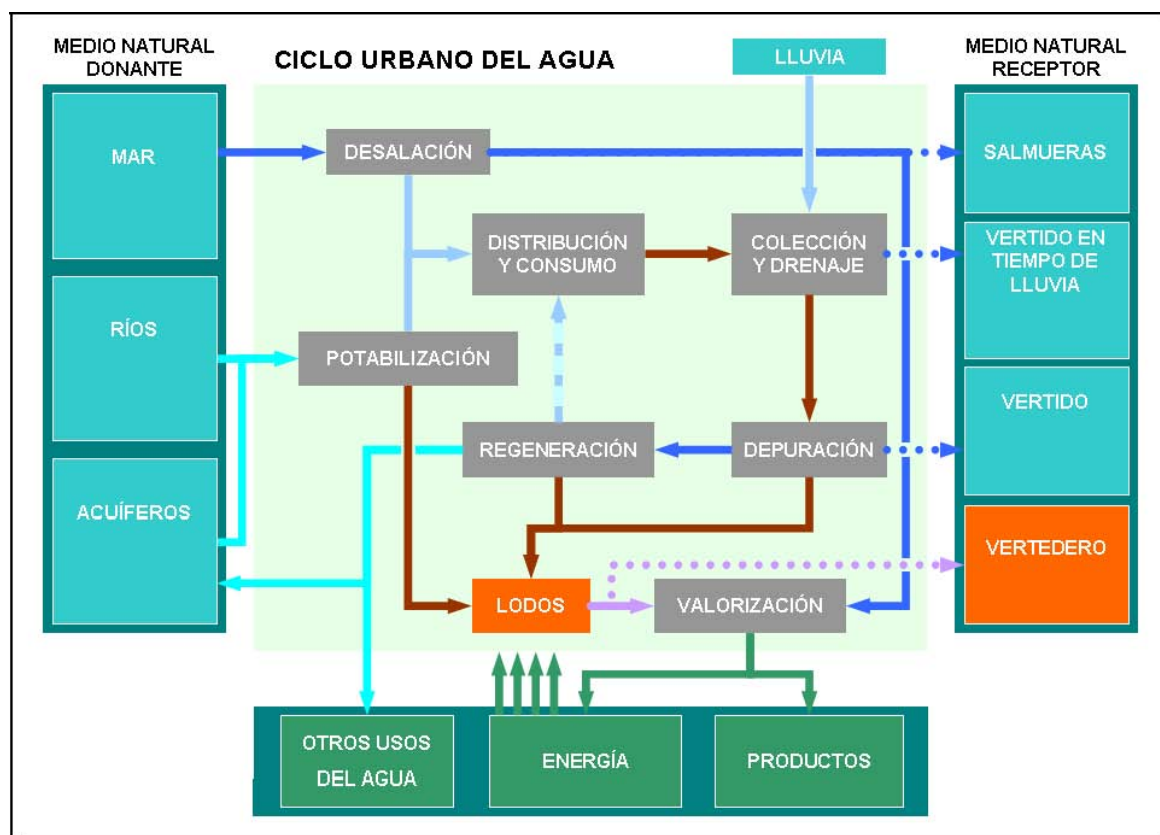 MEDIO NATURAL
DONANTE
MAR
RÍOS
ACUÍFEROS
CICLO URBANO DEL AGUA
LLUVIA
DESALACIÓN
DISTRIBUCIÓN
Y CONSUMO
COLECCIÓN
Y DRENAJE
POTABILIZACIÓN
REGENERACIÓN
DEPURACIÓN
LODOS
VALORIZACIÓN
MEDIO NATURAL
RECEPTOR
SALMUERAS
VERTIDO EN
TIEMPO DE
LLUVIA
VERTIDO
VERTEDERO
OTROS USOS
DEL AGUA
ENERGÍA
PRODUCTOS